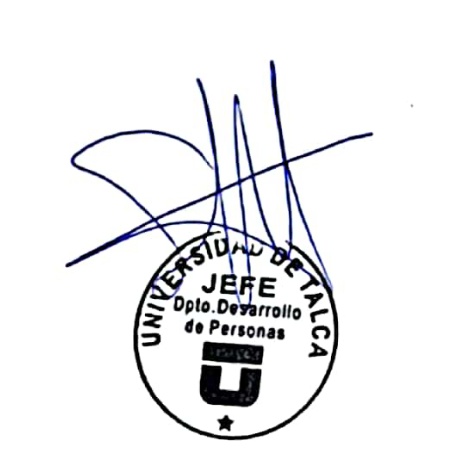 UNIVERSIDAD DE TALCA
JEFE
Dpto.Desarrollo
de Personas